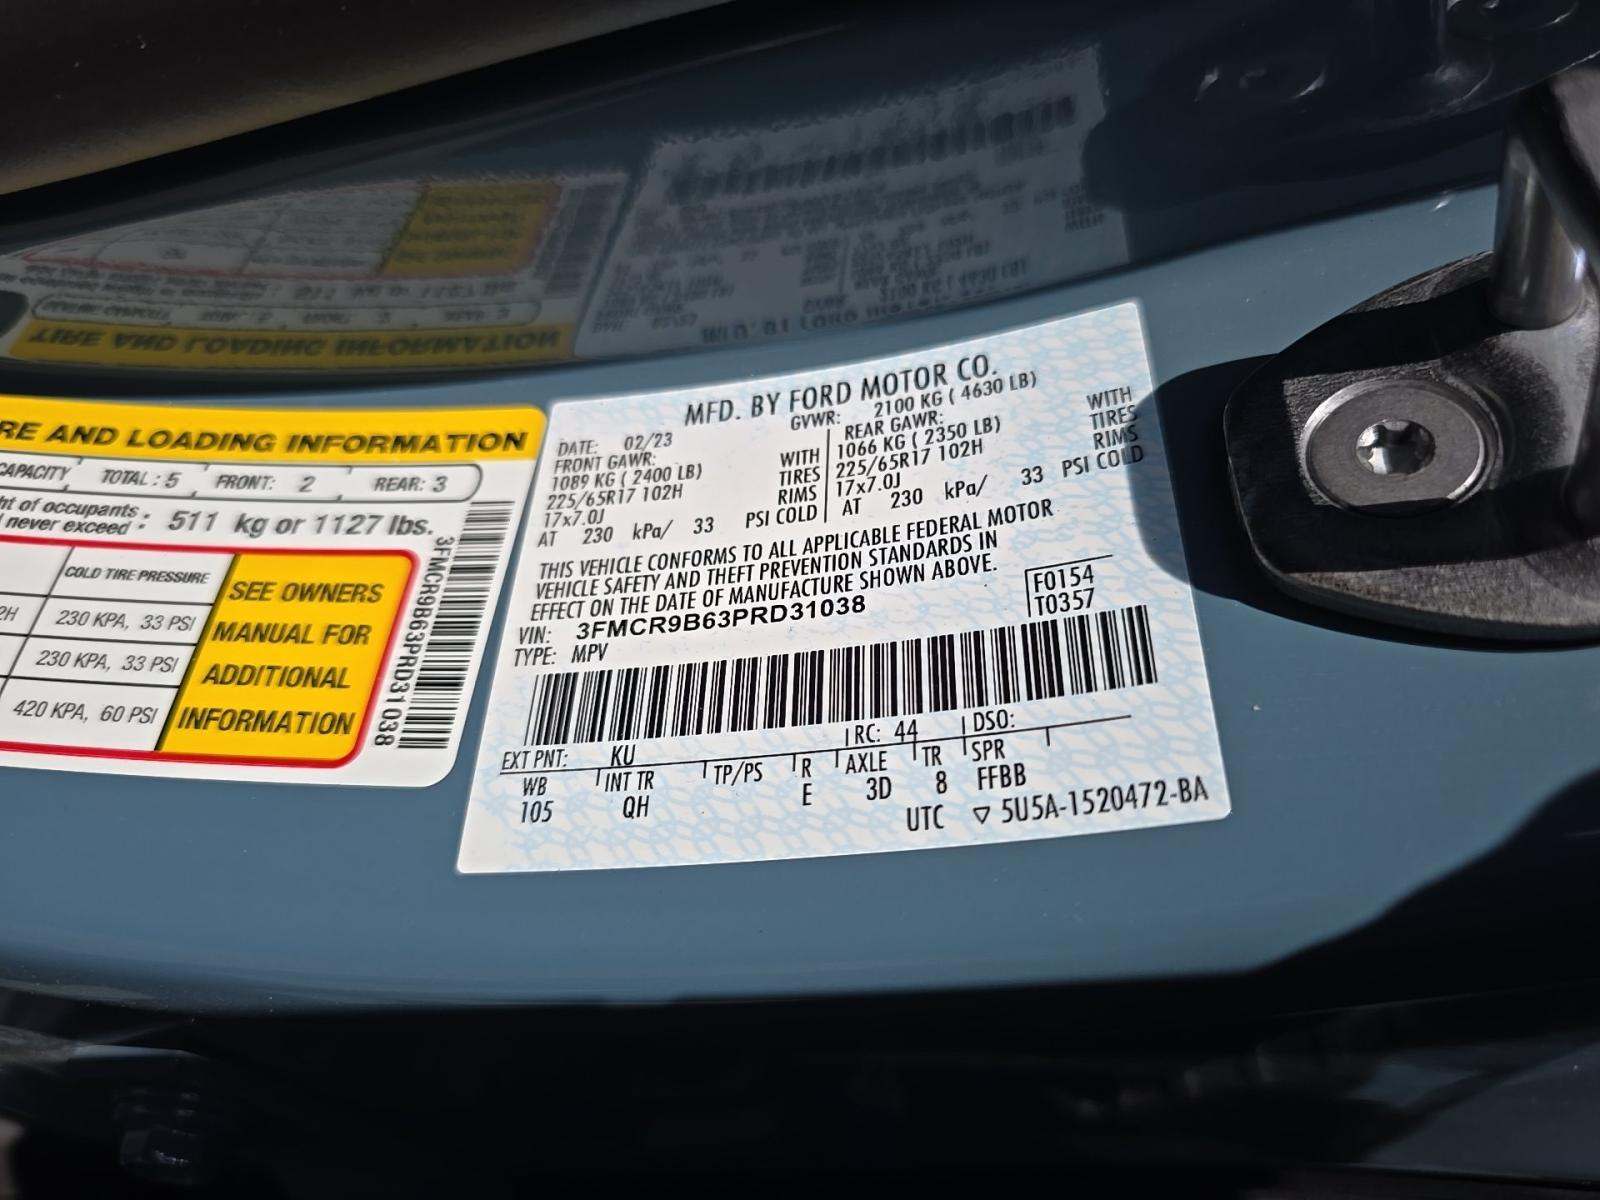 RE AND LOADING INFORMATION
CAPACITY TOTAL : 5 FRONT: 2 REAR: 3
ht of occupants :
never exceed : 511 kg or 1127 lbs.
COLD TIRE PRESSURE
2H 230 KPA, 33 PSI
230 KPA, 33 PSI
420 KPA, 60 PSI
SEE OWNERS
MANUAL FOR
ADDITIONAL
INFORMATION
3FMCR9B63PRD31038
MFD. BY FORD MOTOR CO.
DATE: 02/23 GVWR: 2100 KG ( 4630 LB)
FRONT GAWR:
1089 KG ( 2400 LB) WITH
225/65R17 102H TIRES
17x7.0J RIMS
AT 230 kPa/ 33 PSI COLD
REAR GAWR: WITH
1066 KG ( 2350 LB) TIRES
225/65R17 102H RIMS
17x7.0J
AT 230 kPa/ 33 PSI COLD
THIS VEHICLE CONFORMS TO ALL APPLICABLE FEDERAL MOTOR
VEHICLE SAFETY AND THEFT PREVENTION STANDARDS IN
EFFECT ON THE DATE OF MANUFACTURE SHOWN ABOVE.
VIN: 3FMCR9B63PRD31038
TYPE: MPV
F0154
T0357
EXT PNT: KU RC: 44 DSO:
WB INT TR TP/PS R AXLE TR SPR
105 QH E 3D 8 FFBB
UTC ▽ 5U5A-1520472-BA